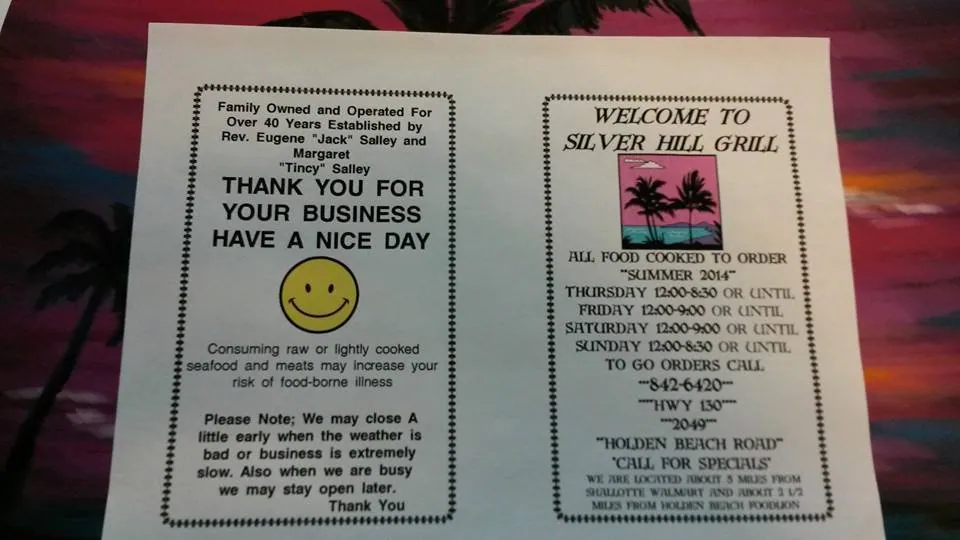 Family Owned and Operated For
Over 40 Years Established by
Rev. Eugene "Jack" Salley and
Margaret
"Tincy" Salley
THANK YOU FOR
YOUR BUSINESS
HAVE A NICE DAY
Consuming raw or lightly cooked
seafood and meats may increase your
risk of food-borne illness
Please Note; We may close A
little early when the weather is
bad or business is extremely
slow. Also when we are busy
we may stay open later.
Thank You
WELCOME TO
SILVER HILL GRILL
ALL FOOD COOKED TO ORDER
"SUMMER 2014"
THURSDAY 12:00-8:30 OR UNTIL
FRIDAY 12:00-9:00 OR UNTIL
SATURDAY 12:00-9:00 OR UNTIL
SUNDAY 12:00-8:30 OR UNTIL
TO GO ORDERS CALL
"'842-6420'"
""HWY 130""
"'2049'"
"HOLDEN BEACH ROAD"
"CALL FOR SPECIALS"
WE ARE LOCATED ABOUT 5 MILES FROM
SHALLOTTE WALMART AND ABOUT 2 1/2
MILES FROM HOLDEN BEACH FOODLION